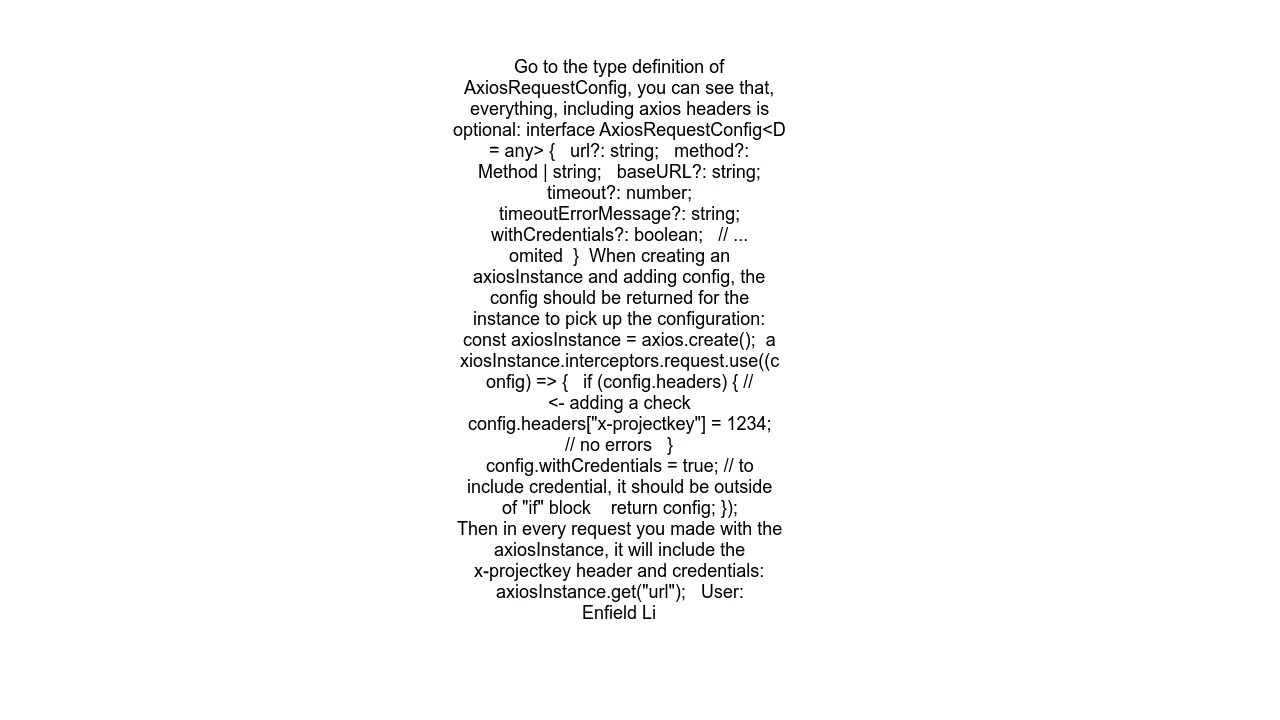 Go to the type definition of
AxiosRequestConfig, you can see that,
everything, including axios headers is
optional: interface AxiosRequestConfig<D
= any> {   url?: string;   method?:
Method | string;   baseURL?: string;
timeout?: number;
timeoutErrorMessage?: string;
withCredentials?: boolean;   // ...
omited  }  When creating an
axiosInstance and adding config, the
config should be returned for the
instance to pick up the configuration:
const axiosInstance = axios.create();  a
xiosInstance.interceptors.request.use((c
onfig) => {   if (config.headers) { //
<- adding a check
config.headers["x-projectkey"] = 1234;
// no errors   }
config.withCredentials = true; // to
include credential, it should be outside
of "if" block    return config; });
Then in every request you made with the
axiosInstance, it will include the
x-projectkey header and credentials:
axiosInstance.get("url");   User:
Enfield Li